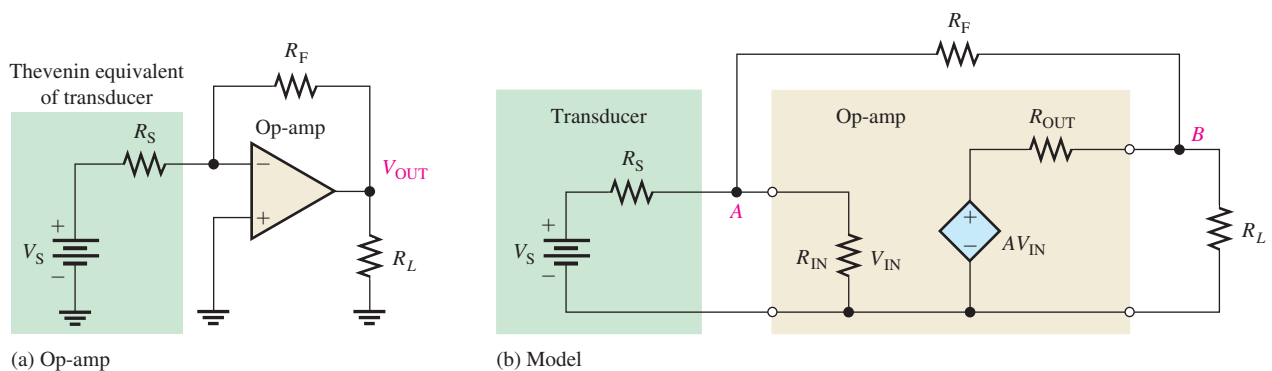 Thevenin equivalent
of transducer
R_S
V_S
+
−
R_F
Op-amp
−
+
V_OUT
R_L
(a) Op-amp
R_F
Transducer
R_S
V_S
+
−
A
Op-amp
R_IN
V_IN
R_OUT
+
−
AV_IN
B
R_L
(b) Model